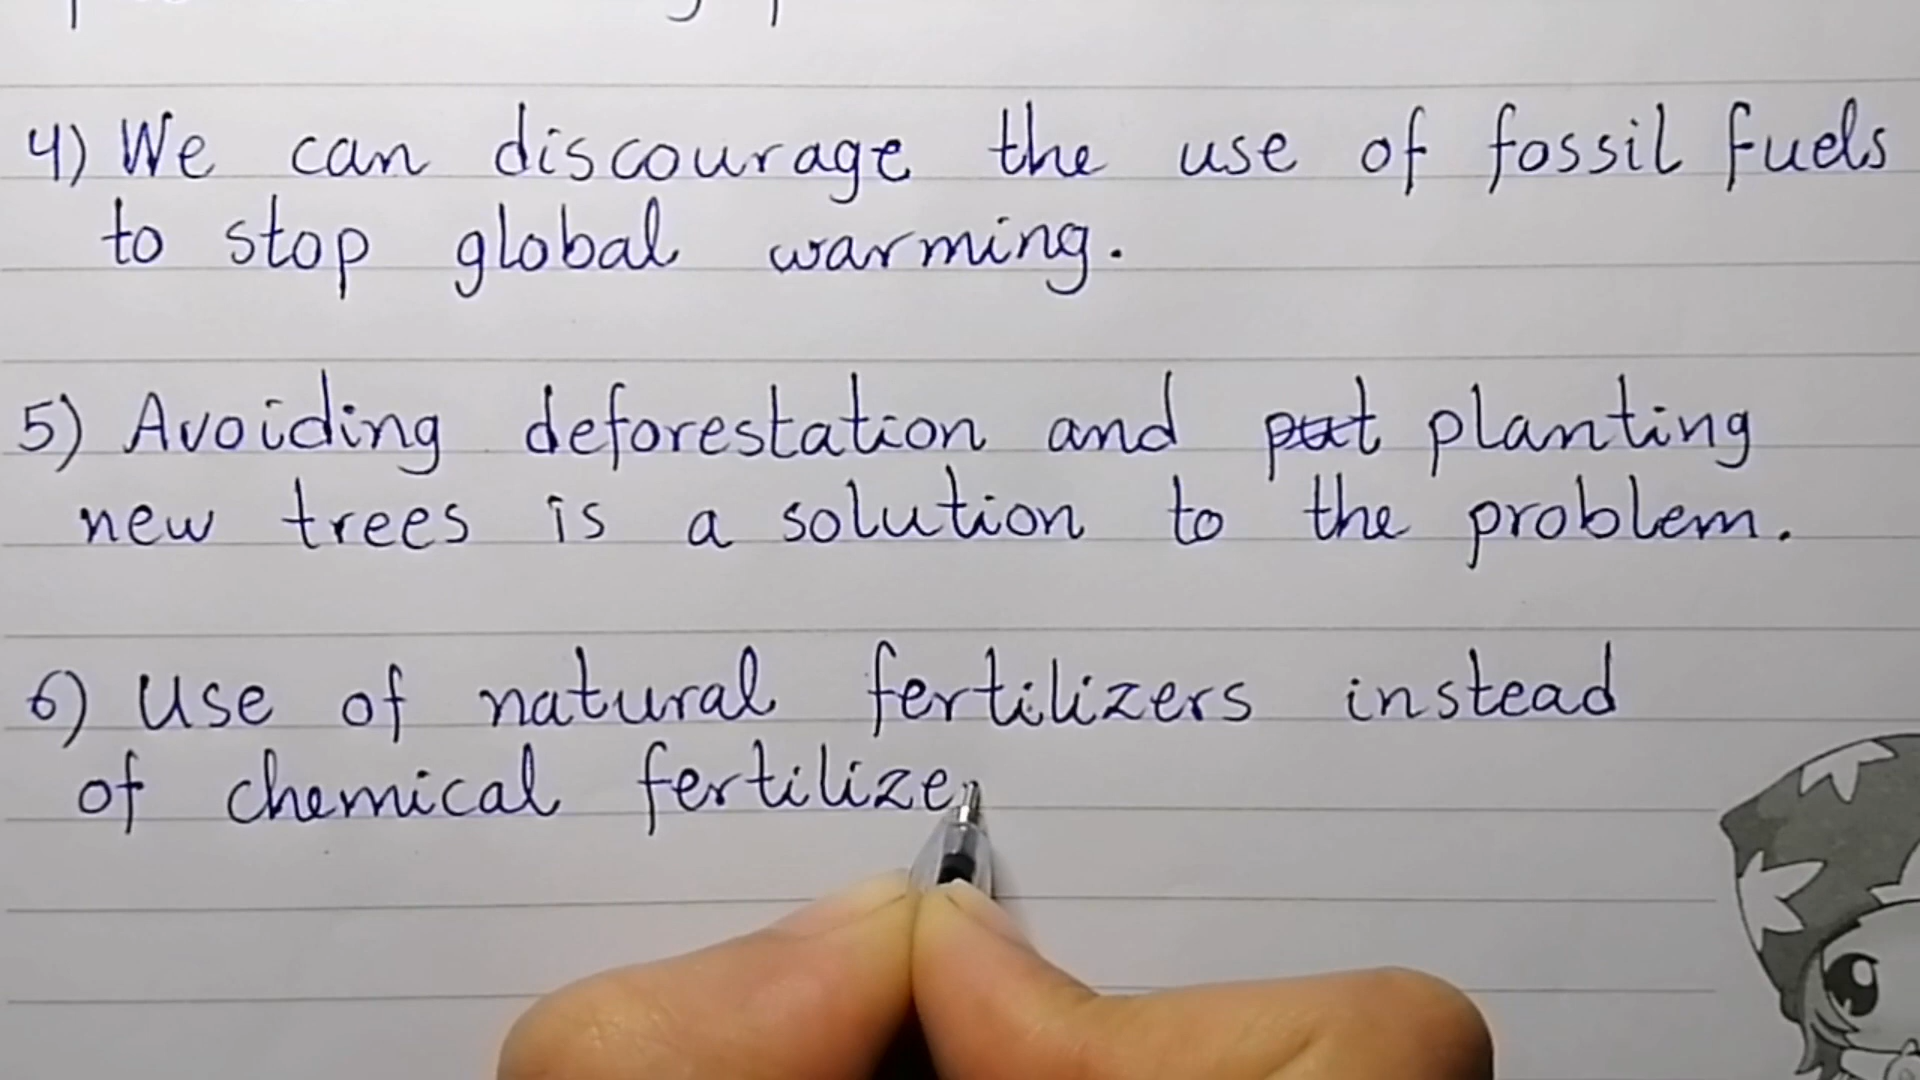 4) We can discourage the use of fossil fuels
to stop global warming.
5) Avoiding deforestation and put planting
new trees is a solution to the problem.
6) Use of natural fertilizers instead
of chemical fertilize